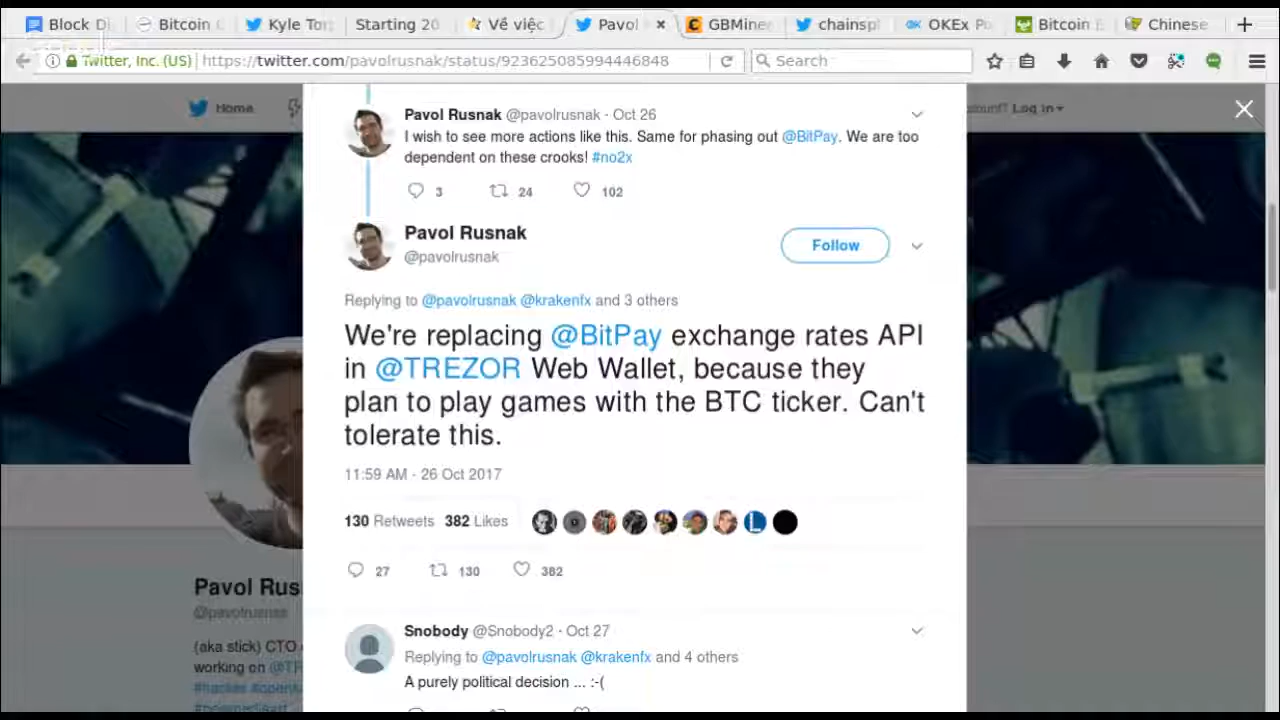 Block Di
Bitcoin
Kyle Tor
Starting 20
Về việc
Pavol
GBMine
chainspl
OKEx Po
Bitcoin
Chinese
Twitter, Inc. (US)
https://twitter.com/pavolrusnak/status/923625085994446848
Search
Home
Log in
Pavol Rusnak @pavolrusnak · Oct 26
I wish to see more actions like this. Same for phasing out @BitPay. We are too
dependent on these crooks! #no2x
3 24 102
Pavol Rusnak
@pavolrusnak
Follow
Replying to @pavolrusnak @krakenfx and 3 others
We're replacing @BitPay exchange rates API
in @TREZOR Web Wallet, because they
plan to play games with the BTC ticker. Can't
tolerate this.
11:59 AM - 26 Oct 2017
130 Retweets 382 Likes
27 130 382
Pavol Rus
@pavolrusna
(aka stick) CTO
working on @TR
Snobody @Snobody2 · Oct 27
Replying to @pavolrusnak @krakenfx and 4 others
A purely political decision ... :-(